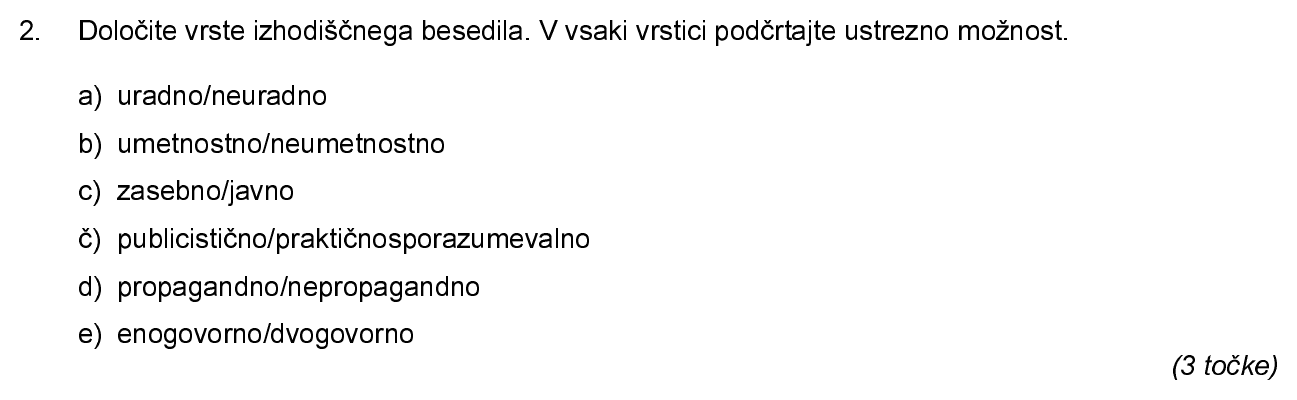 2. Določite vrste izhodiščnega besedila. V vsaki vrstici podčrtajte ustrezno možnost.
a) uradno/neuradno
b) umetnostno/neumetnostno
c) zasebno/javno
č) publicistično/praktičnosporazumevalno
d) propagandno/nepropagandno
e) enogovorno/dvogovorno
(3 točke)